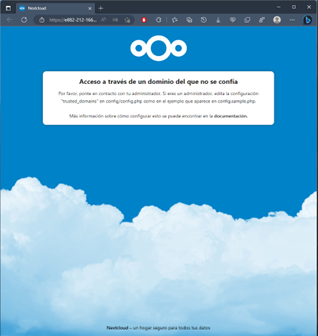 Nextcloud
https://e882-212-166...
Acceso a través de un dominio del que no se confía
Por favor, ponte en contacto con tu administrador. Si eres un administrador, edita la configuración
"trusted_domains" en config/config.php como en el ejemplo que aparece en config.sample.php.
Más información sobre cómo configurar esto se puede encontrar en la documentación.
Nextcloud – un hogar seguro para todos tus datos